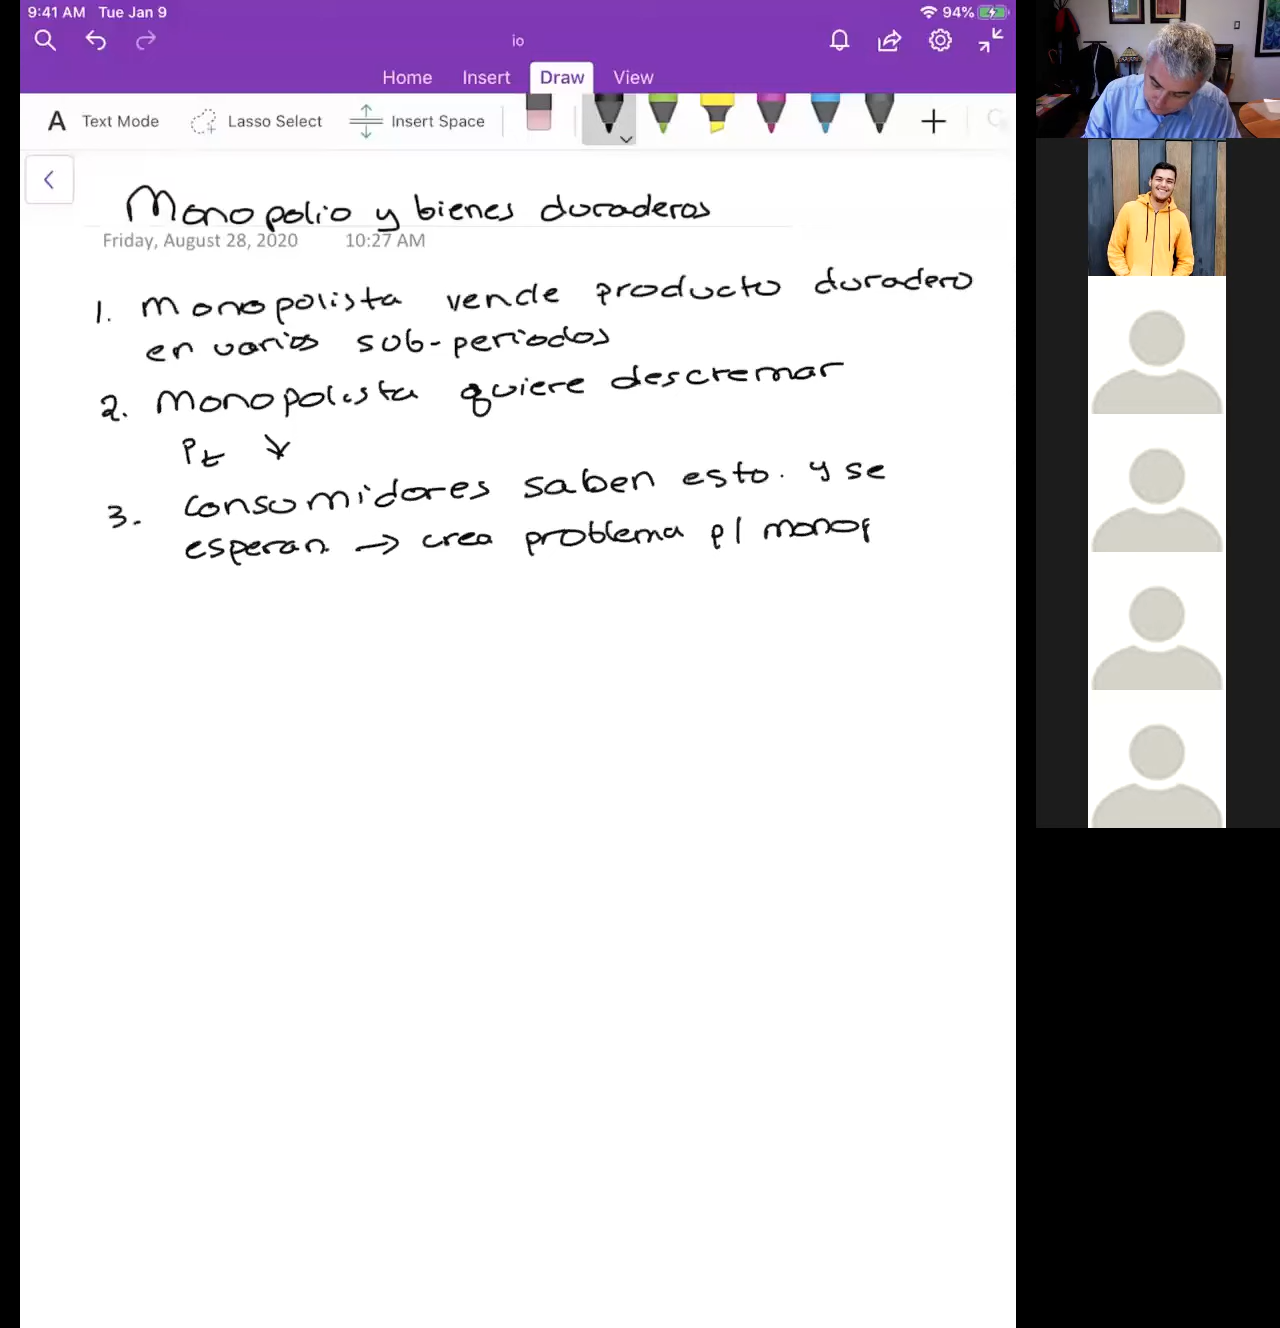 9:41 AM Tue Jan 9
94%
io
Home Insert Draw View
A Text Mode Lasso Select Insert Space
Monopolio y bienes duraderos
Friday, August 28, 2020 10:27 AM
1. Monopolista vende producto duradero
en varios sub-periodos
2. Monopolista quiere descremar
Pt ↓
3. Consumidores saben esto. y se
esperan. → crea problema p/ monop